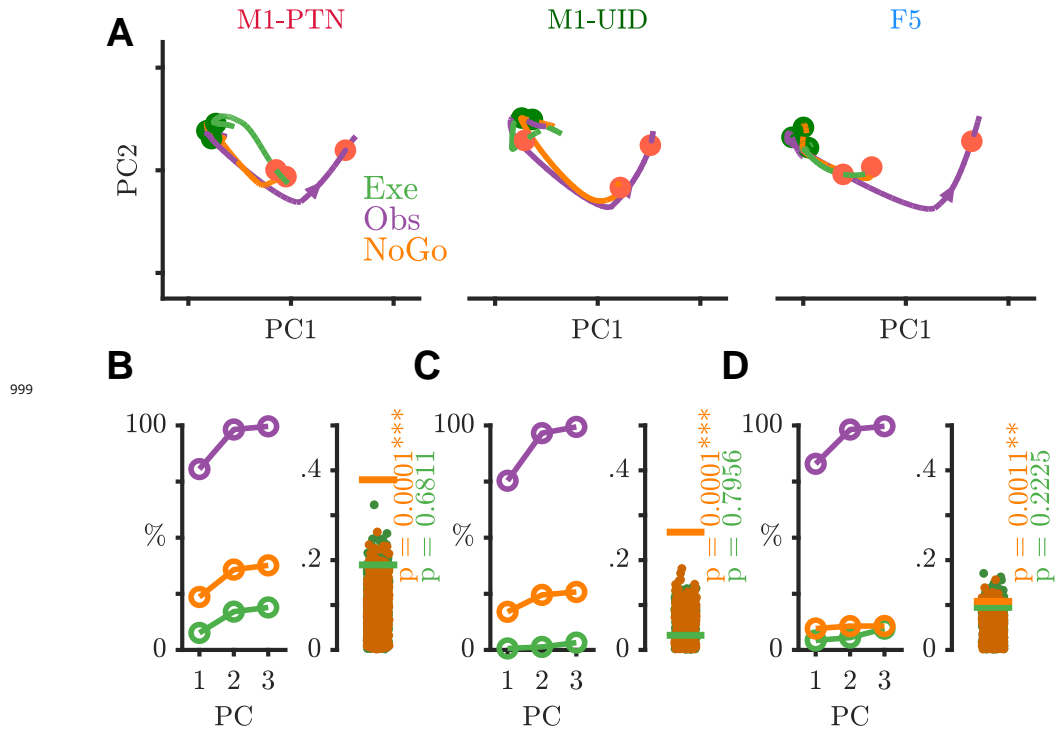 A
M1-PTN
M1-UID
F5
PC2
Exe
Obs
NoGo
PC1
PC1
PC1
B
C
D
999
100
%
0
1 2 3
PC
.4
.2
0
p = 0.0001***
p = 0.6811
100
%
0
1 2 3
PC
.4
.2
0
p = 0.0001***
p = 0.7956
100
%
0
1 2 3
PC
.4
.2
0
p = 0.0011**
p = 0.2225